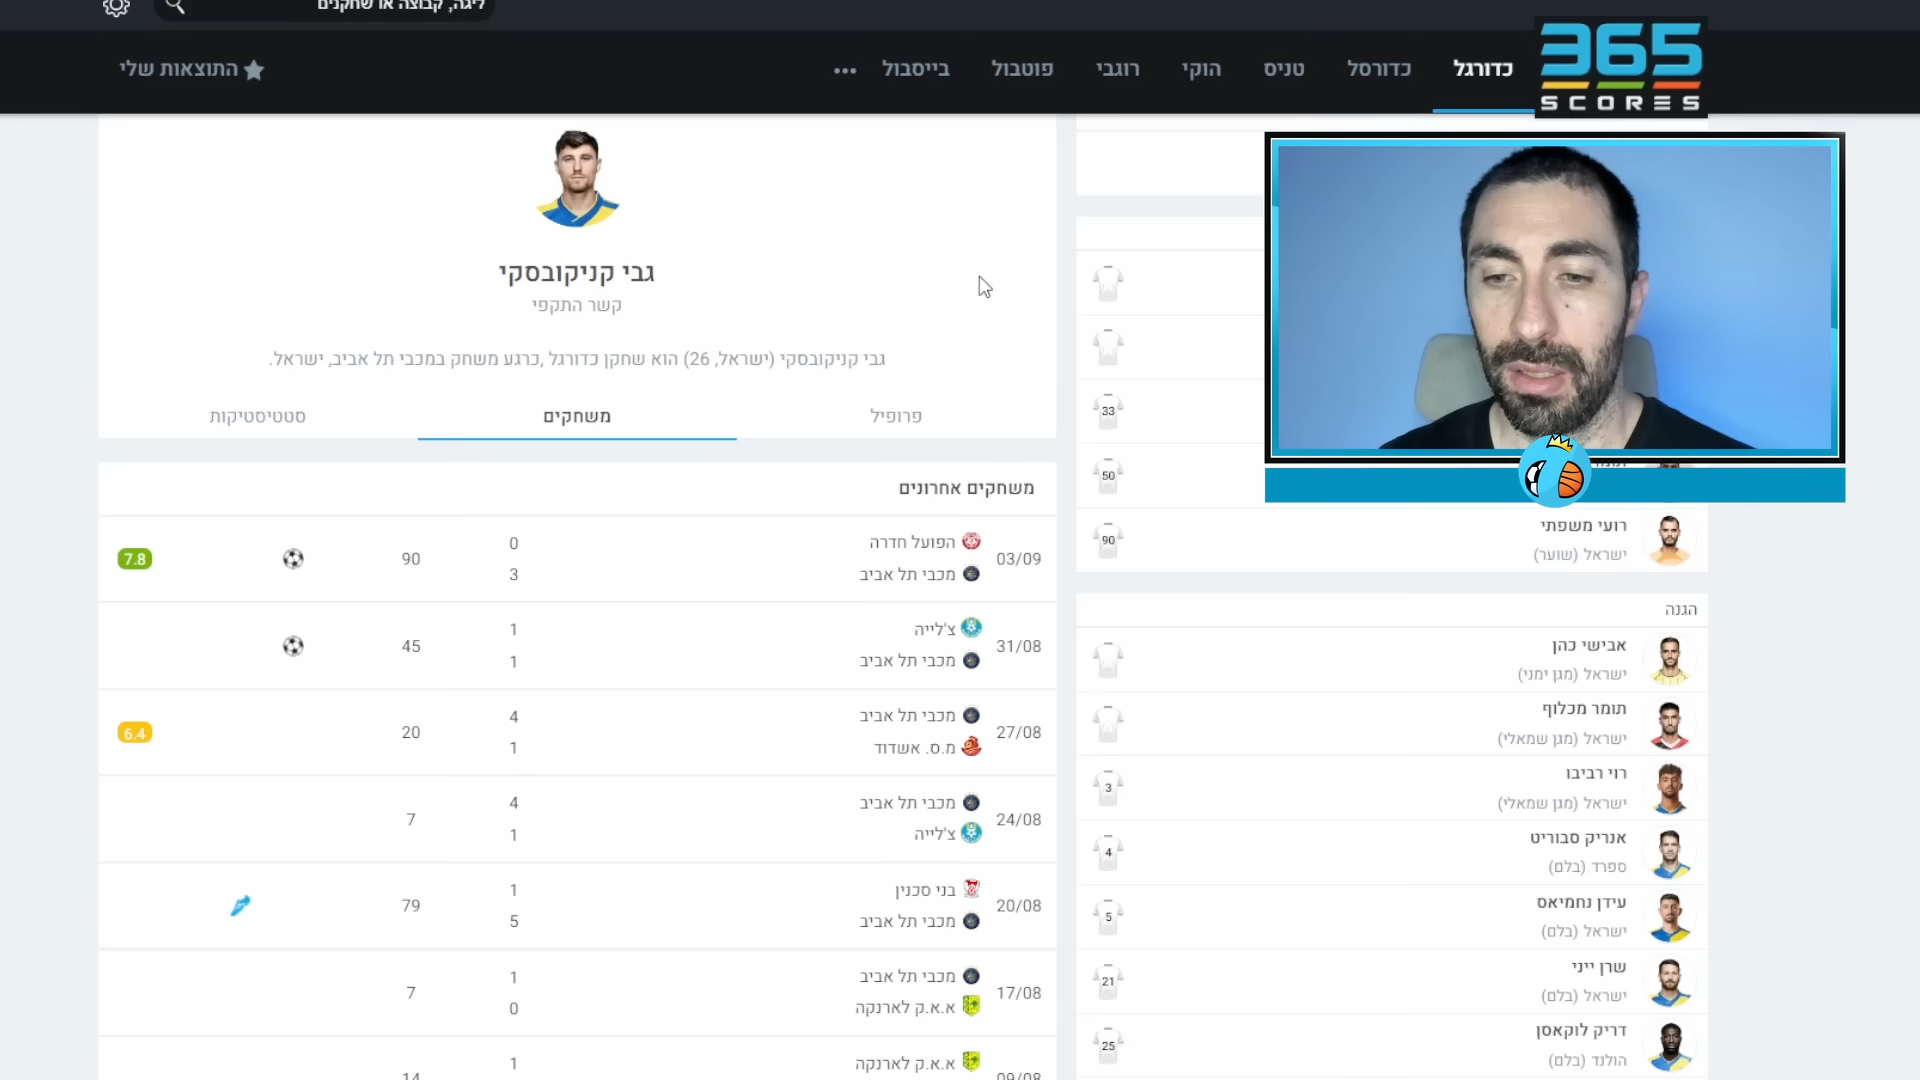 ליגה, קבוצה או שחקנים
365
SCORES
כדורגל
כדורסל
טניס
הוקי
רוגבי
פוטבול
בייסבול
•••
התוצאות שלי
גבי קניקובסקי
קשר התקפי
גבי קניקובסקי (ישראל, 26) הוא שחקן כדורגל ,כרגע משחק במכבי תל אביב, ישראל.
פרופיל
משחקים
סטטיסטיקות
משחקים אחרונים
03/09
הפועל חדרה 0
מכבי תל אביב 3
90
7.8
31/08
צ'לייה 1
מכבי תל אביב 1
45
27/08
מכבי תל אביב 4
מ.ס. אשדוד 1
20
6.4
24/08
מכבי תל אביב 4
צ'לייה 1
7
20/08
בני סכנין 1
מכבי תל אביב 5
79
17/08
מכבי תל אביב 1
א.א.ק לארנקה 0
7
09/08
א.א.ק לארנקה 1
14
33
50
רועי משפתי
ישראל (שוער)
90
הגנה
אבישי כהן
ישראל (מגן ימני)
תומר מכלוף
ישראל (מגן שמאלי)
רוי רביבו
ישראל (מגן שמאלי)
3
אנריק סבוריט
ספרד (בלם)
4
עידן נחמיאס
ישראל (בלם)
5
שרן ייני
ישראל (בלם)
21
דריק לוקאסן
הולנד (בלם)
25